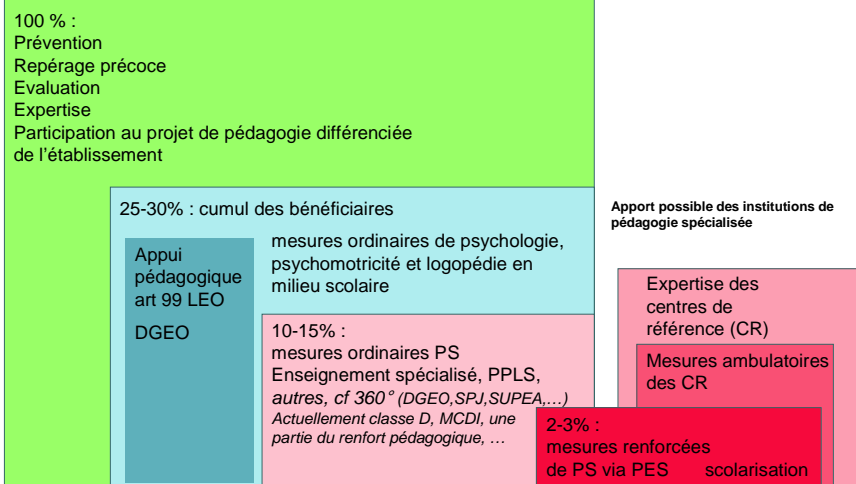 100 % :
Prévention
Repérage précoce
Evaluation
Expertise
Participation au projet de pédagogie différenciée
de l'établissement
25-30% : cumul des bénéficiaires
Appui
pédagogique
art 99 LEO
DGEO
mesures ordinaires de psychologie,
psychomotricité et logopédie en
milieu scolaire
10-15% :
mesures ordinaires PS
Enseignement spécialisé, PPLS,
autres, cf 360° (DGEO,SPJ,SUPEA,…)
Actuellement classe D, MCDI, une
partie du renfort pédagogique, …
Apport possible des institutions de
pédagogie spécialisée
Expertise des
centres de
référence (CR)
Mesures ambulatoires
des CR
2-3% :
mesures renforcées
de PS via PES scolarisation